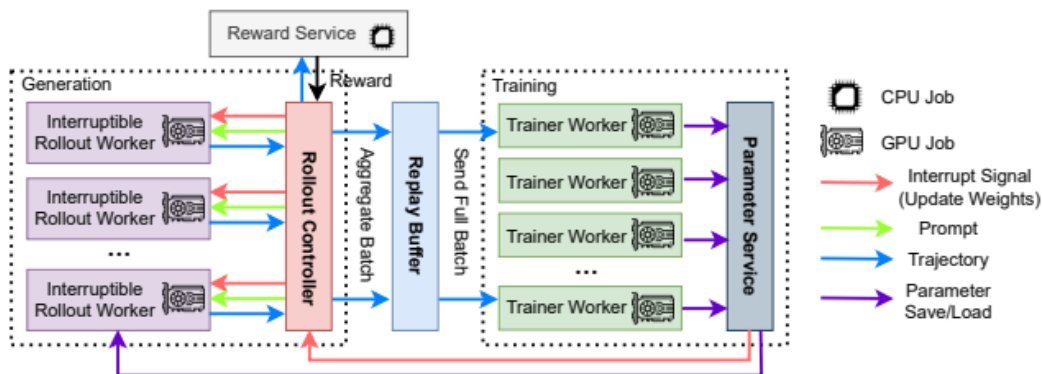 Reward Service
Reward
Generation
Interruptible
Rollout Worker
Interruptible
Rollout Worker
...
Interruptible
Rollout Worker
Rollout Controller
Aggregate Batch
Replay Buffer
Send Full Batch
Training
Trainer Worker
Trainer Worker
Trainer Worker
...
Trainer Worker
Parameter Service
CPU Job
GPU Job
Interrupt Signal
(Update Weights)
Prompt
Trajectory
Parameter
Save/Load